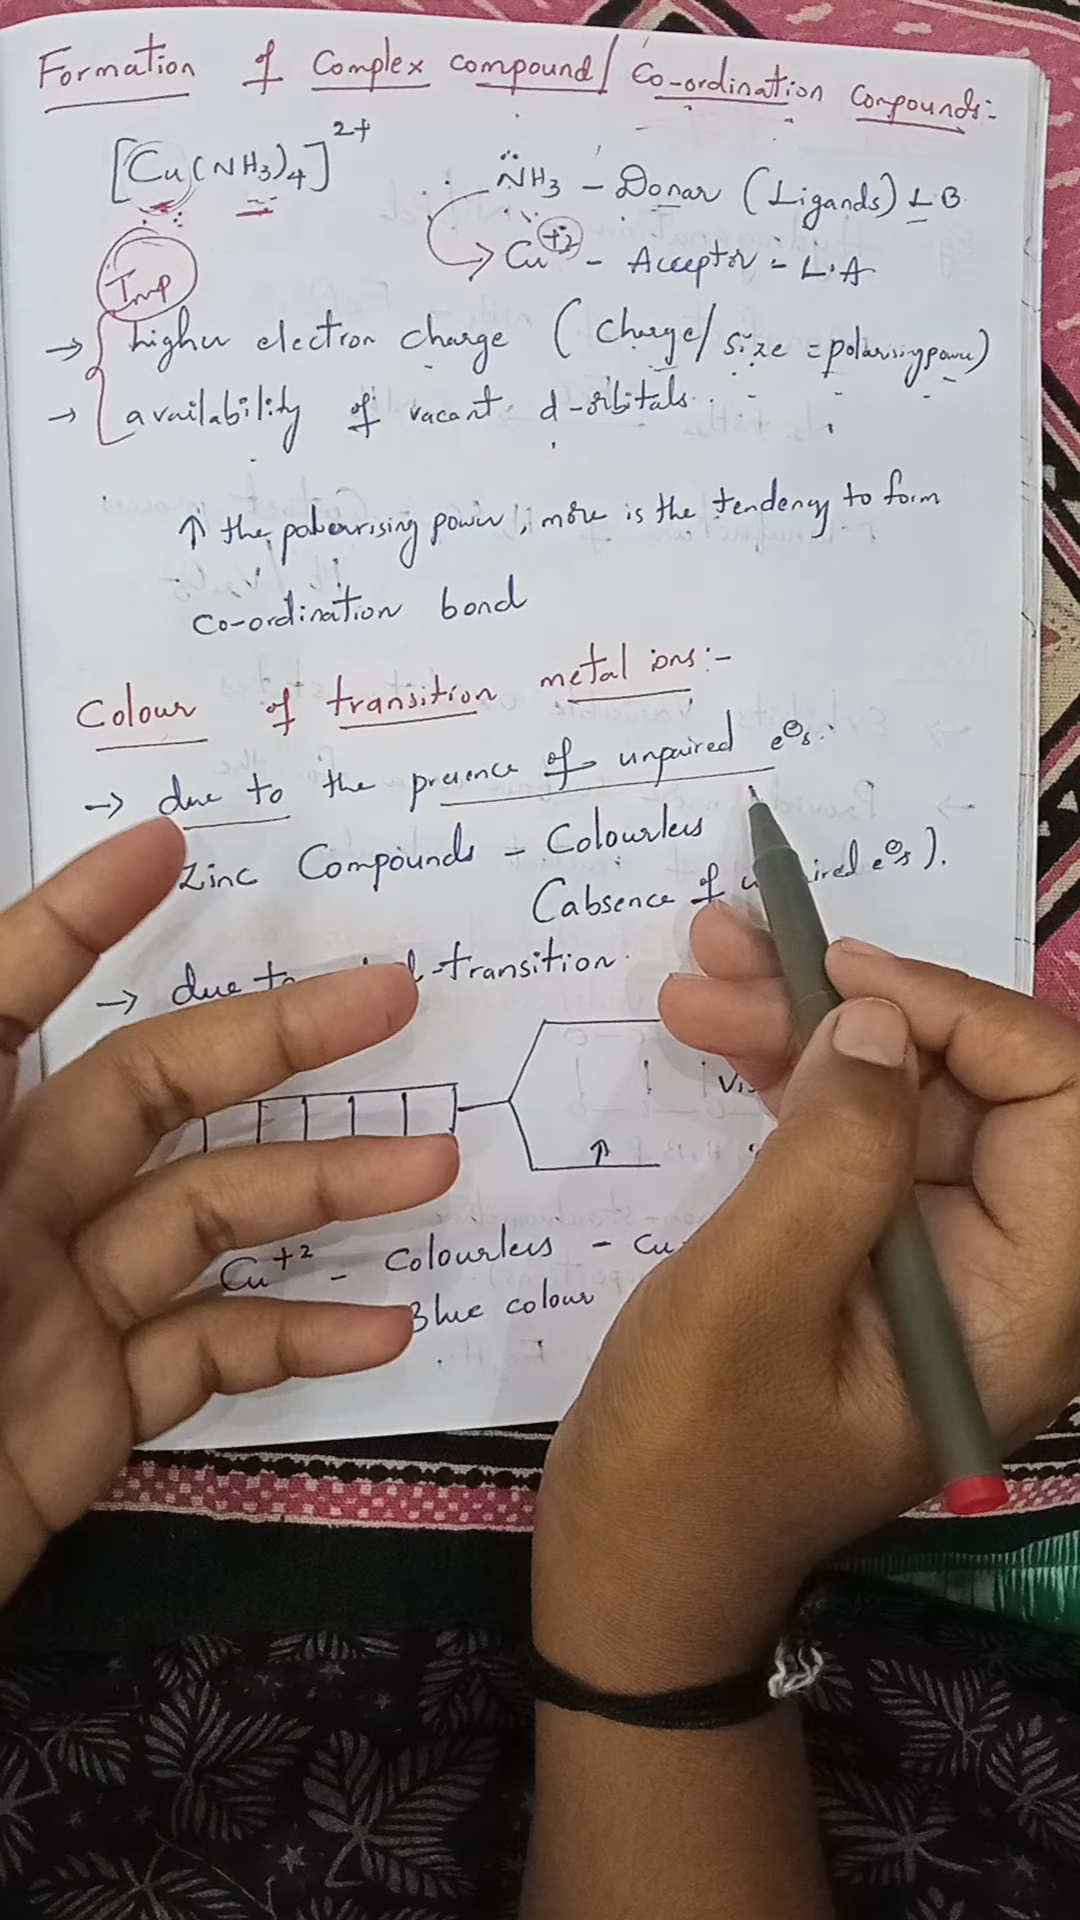 Formation of Complex compound/Co-ordination Compounds:-
[Cu(NH3)4]2+
NH3 - Donar (Ligands) LB
Cu+2 - Acceptor - L.A
Imp
→ higher electron charge (Charge/size = polarising power)
→ availability of vacant d-orbitals.
↑ the polarrising power, more is the tendency to form
co-ordination bond
Colour of transition metal ions:-
→ due to the presence of unpaired e⊖s.
Zinc Compounds - Colourless
(absence of e⊖s).
→ due to -transition.
Cu+2 - Colourless - Cu
Blue colour